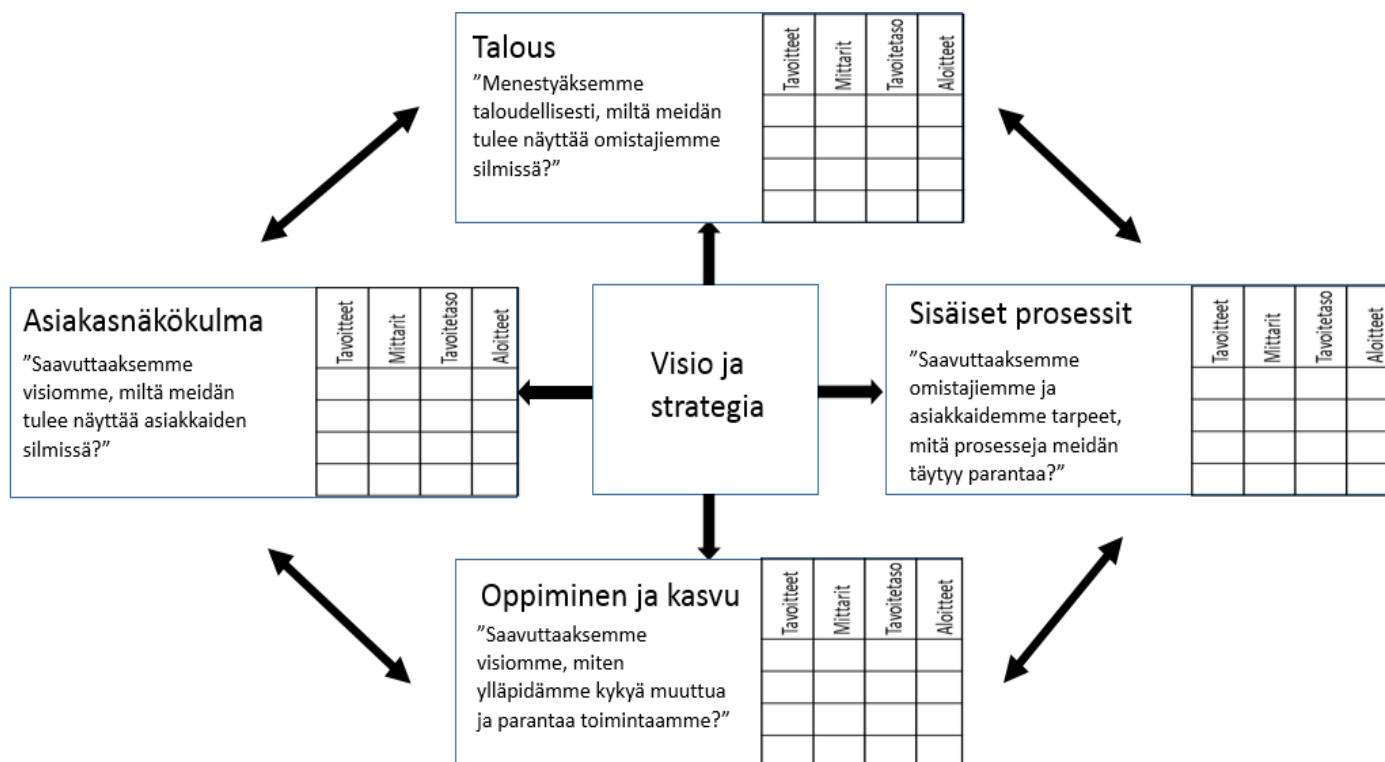 Talous
”Menestyäksemme
taloudellisesti, miltä meidän
tulee näyttää omistajiemme
silmissä?”
Tavoitteet
Mittarit
Tavoitetaso
Aloitteet
Asiakasnäkökulma
”Saavuttaaksemme
visiomme, miltä meidän
tulee näyttää asiakkaiden
silmissä?”
Tavoitteet
Mittarit
Tavoitetaso
Aloitteet
Visio ja
strategia
Sisäiset prosessit
”Saavuttaaksemme
omistajiemme ja
asiakkaidemme tarpeet,
mitä prosesseja meidän
täytyy parantaa?”
Tavoitteet
Mittarit
Tavoitetaso
Aloitteet
Oppiminen ja kasvu
”Saavuttaaksemme
visiomme, miten
ylläpidämme kykyä muuttua
ja parantaa toimintaamme?”
Tavoitteet
Mittarit
Tavoitetaso
Aloitteet